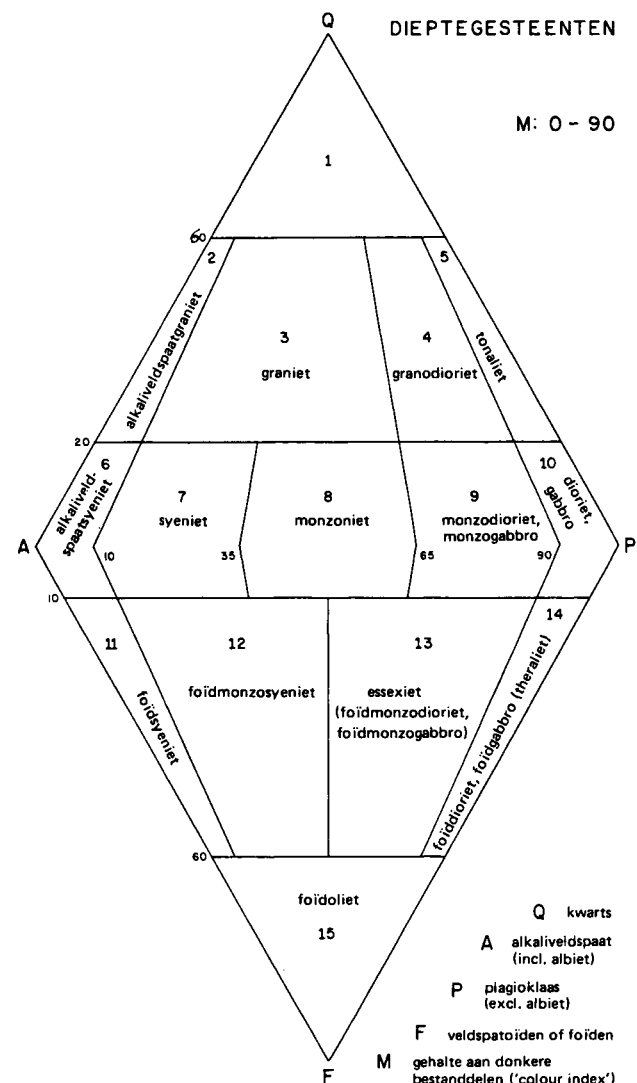 Q
DIEPTEGESTEENTEN
M: 0 - 90
1
60
2
5
alkaliveldspaatgraniet
3
graniet
4
granodioriet
tonaliet
20
6
alkaliveld-
spaatsyeniet
7
syeniet
8
monzoniet
9
monzodioriet,
monzogabbro
10
dioriet,
gabbro
A
10
35
65
90
P
10
11
foïdsyeniet
12
foïdmonzosyeniet
13
essexiet
(foïdmonzodioriet,
foïdmonzogabbro)
14
foïddioriet, foïdgabbro (theraliet)
60
foïdoliet
15
F
Q kwarts
A alkaliveldspaat
(incl. albiet)
P plagioklaas
(excl. albiet)
F veldspatoïden of foïden
M gehalte aan donkere
bestanddelen ('colour index')